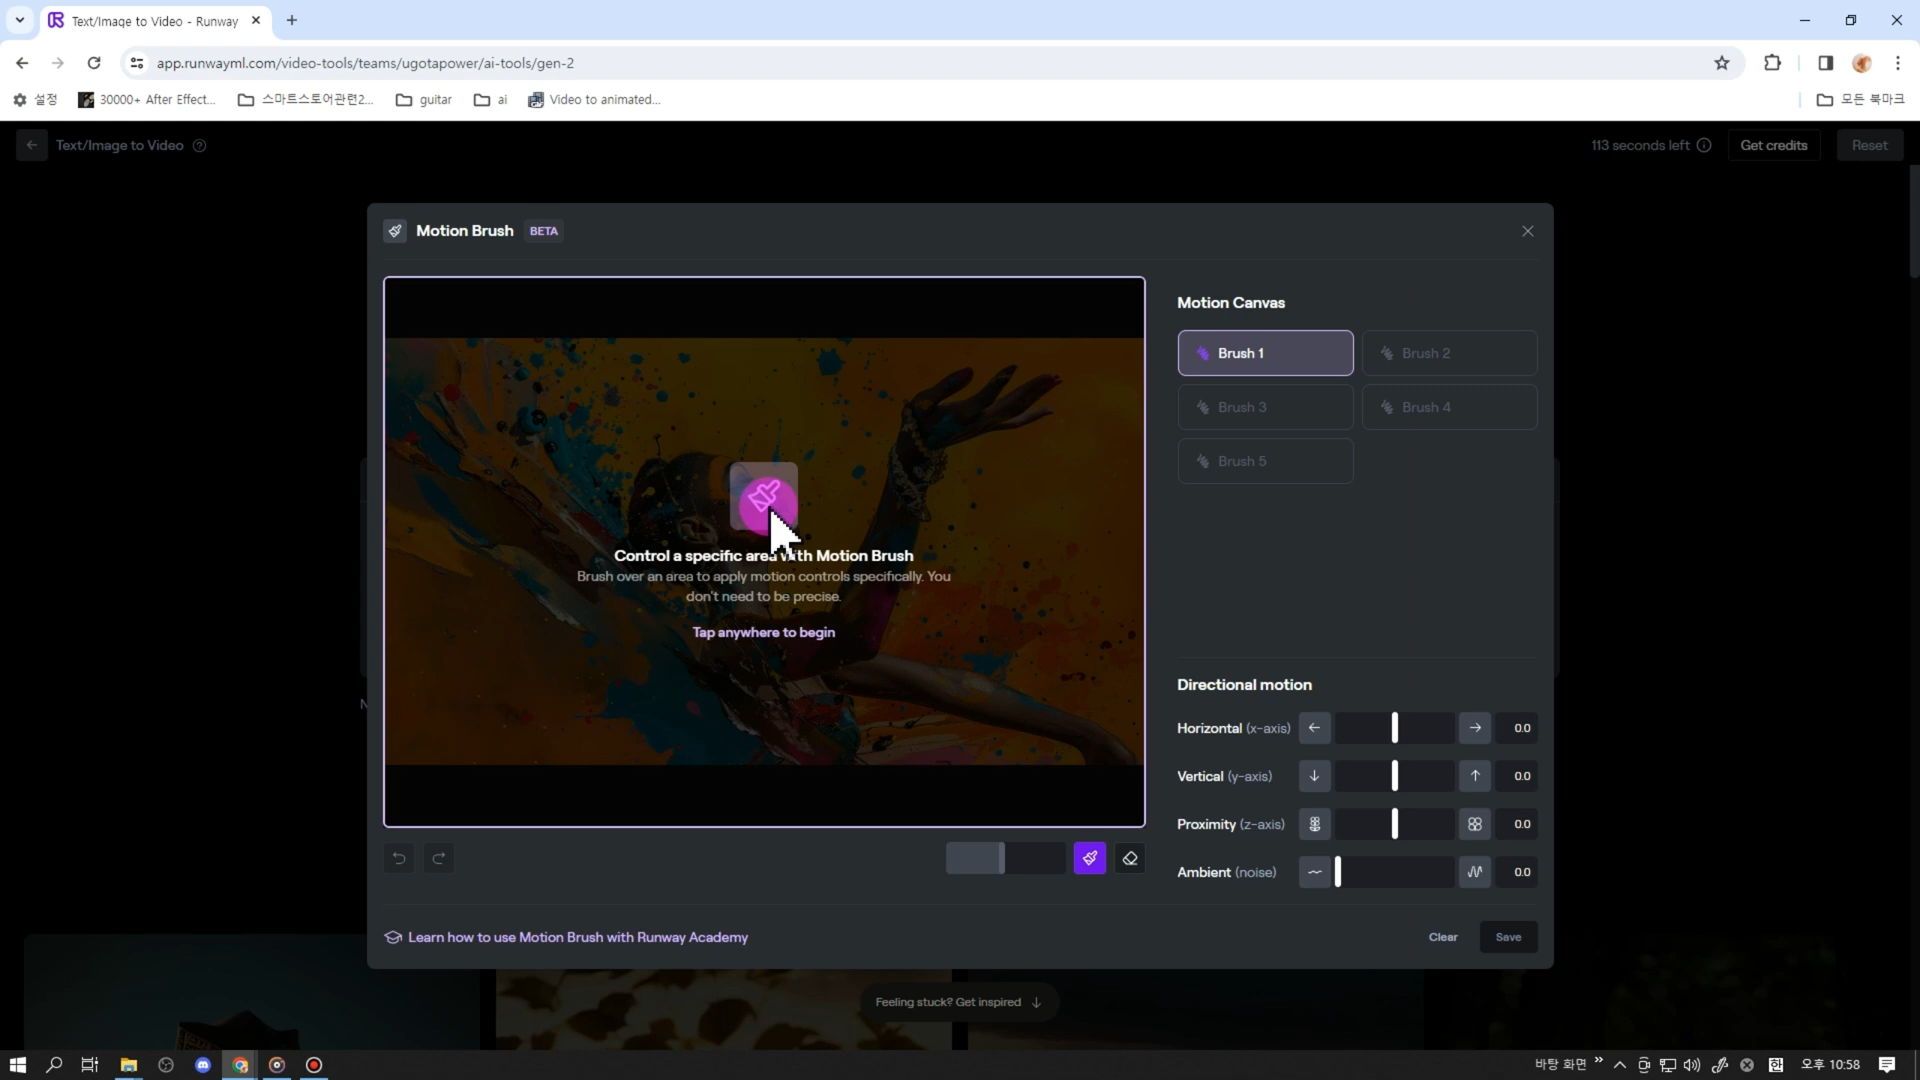 Text/Image to Video - Runway
app.runwayml.com/video-tools/teams/ugotapower/ai-tools/gen-2
설정
30000+ After Effect...
스마트스토어관련2...
guitar
ai
Video to animated...
모든 북마크
Text/Image to Video
113 seconds left
Get credits
Reset
Motion Brush BETA
Motion Canvas
Brush 1
Brush 2
Brush 3
Brush 4
Brush 5
Control a specific area with Motion Brush
Brush over an area to apply motion controls specifically. You
don't need to be precise.
Tap anywhere to begin
Directional motion
Horizontal (x-axis) 0.0
Vertical (y-axis) 0.0
Proximity (z-axis) 0.0
Ambient (noise) 0.0
Learn how to use Motion Brush with Runway Academy
Clear
Save
Feeling stuck? Get inspired
바탕 화면
한
오후 10:58